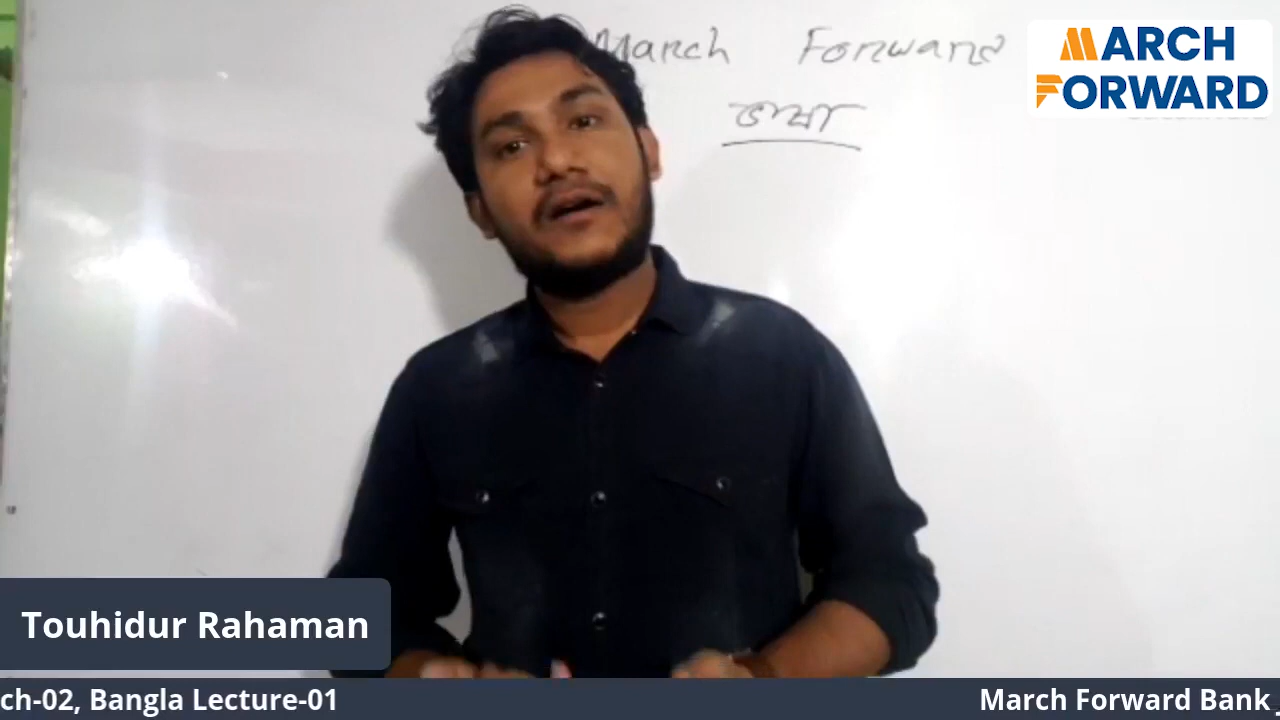 March Forward
MARCH
FORWARD
ভাষা
Touhidur Rahaman
ch-02, Bangla Lecture-01 March Forward Bank J